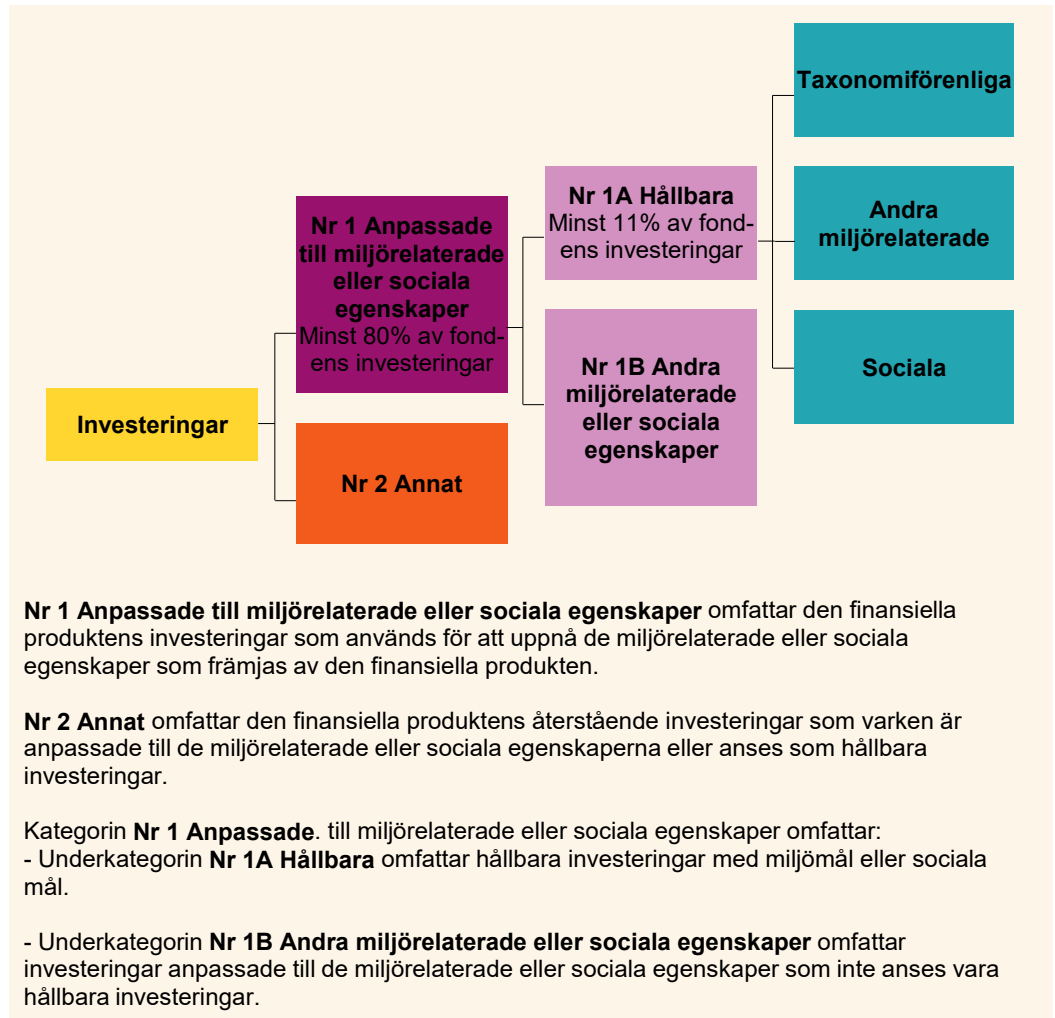 Investeringar
Nr 1 Anpassade
till miljörelaterade
eller sociala
egenskaper
Minst 80% av fond-
ens investeringar
Nr 2 Annat
Nr 1A Hållbara
Minst 11% av fond-
ens investeringar
Nr 1B Andra
miljörelaterade
eller sociala
egenskaper
Taxonomiförenliga
Andra
miljörelaterade
Sociala
Nr 1 Anpassade till miljörelaterade eller sociala egenskaper omfattar den finansiella
produktens investeringar som används för att uppnå de miljörelaterade eller sociala
egenskaper som främjas av den finansiella produkten.
Nr 2 Annat omfattar den finansiella produktens återstående investeringar som varken är
anpassade till de miljörelaterade eller sociala egenskaperna eller anses som hållbara
investeringar.
Kategorin Nr 1 Anpassade. till miljörelaterade eller sociala egenskaper omfattar:
- Underkategorin Nr 1A Hållbara omfattar hållbara investeringar med miljömål eller sociala
mål.
- Underkategorin Nr 1B Andra miljörelaterade eller sociala egenskaper omfattar
investeringar anpassade till de miljörelaterade eller sociala egenskaper som inte anses vara
hållbara investeringar.